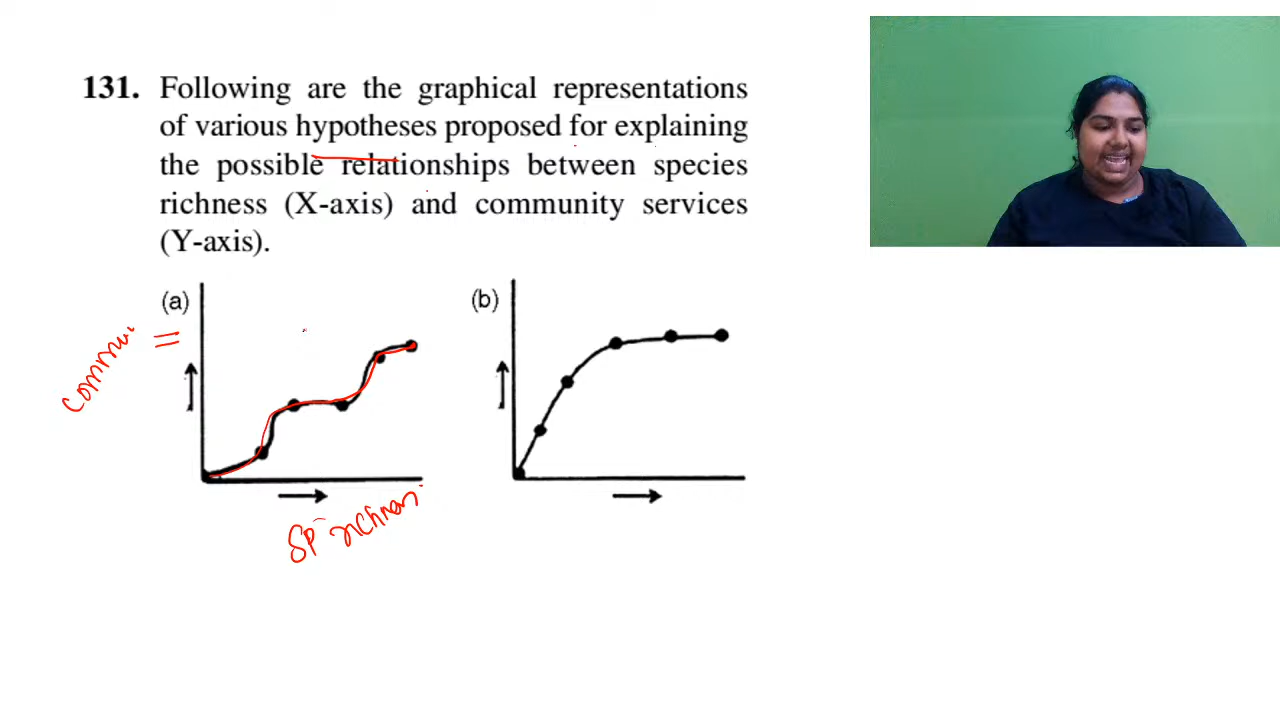 131. Following are the graphical representations
of various hypotheses proposed for explaining
the possible relationships between species
richness (X-axis) and community services
(Y-axis).
(a)
(b)
commu
sp richness